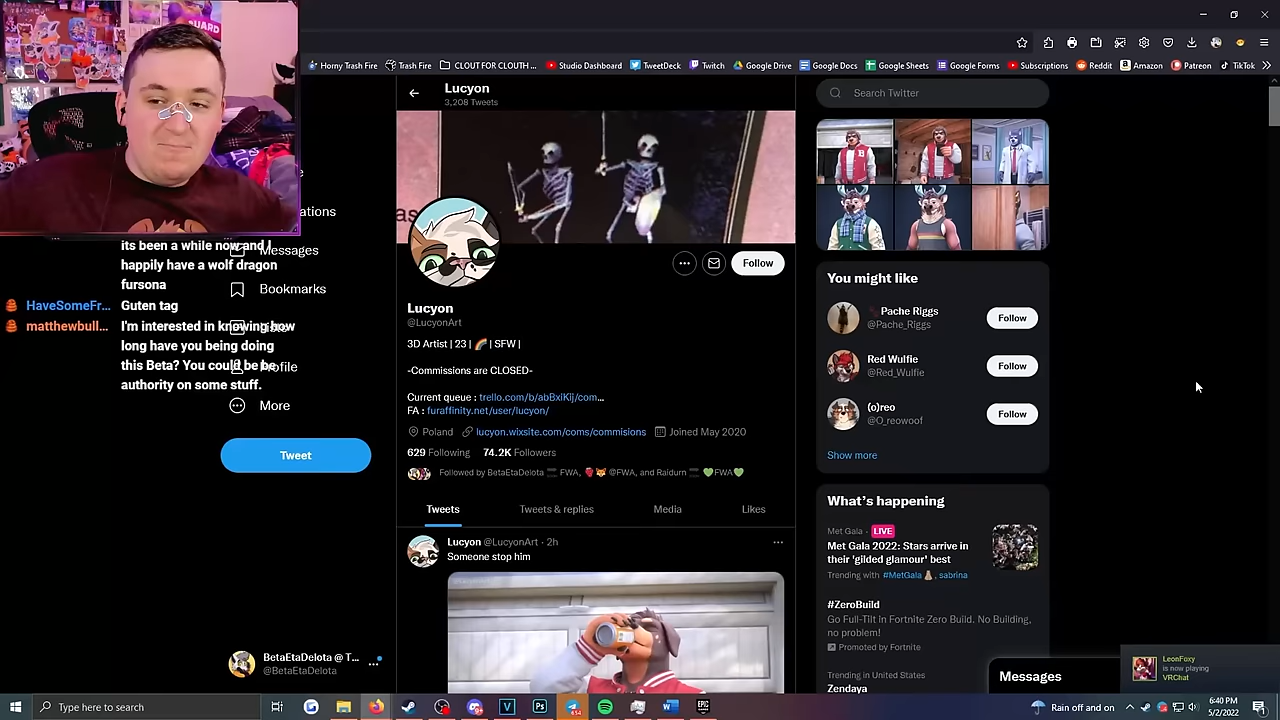 GUARD
Horny Trash Fire
Trash Fire
CLOUT FOR CLOUTH ...
Studio Dashboard
TweetDeck
Twitch
Google Drive
Google Docs
Google Sheets
Google Forms
Subscriptions
Reddit
Amazon
Patreon
TikTok
Lucyon
3,208 Tweets
Search Twitter
ations
its been a while now and I
happily have a wolf dragon
fursona
Messages
Bookmarks
HaveSomeFr... Guten tag
matthewbull... I'm interested in knowing how
long have you being doing
this Beta? You could be be
authority on some stuff.
Profile
More
Tweet
BetaEtaDelota @ T...
@BetaEtaDelota
Follow
Lucyon
@LucyonArt
3D Artist | 23 | 🌈 | SFW |
-Commissions are CLOSED-
Current queue : trello.com/b/abBxiKij/com...
FA : furaffinity.net/user/lucyon/
Poland lucyon.wixsite.com/coms/commisions Joined May 2020
629 Following 74.2K Followers
Followed by BetaEtaDelota FWA, @FWA, and Raidurn 💚FWA💚
Tweets Tweets & replies Media Likes
Lucyon @LucyonArt · 2h
Someone stop him
You might like
Pache Riggs
@Pache_Riggs
Follow
Red Wulfie
@Red_Wulfie
Follow
(o)reo
@O_reowoof
Follow
Show more
What's happening
Met Gala · LIVE
Met Gala 2022: Stars arrive in
their 'gilded glamour' best
Trending with #MetGala , sabrina
#ZeroBuild
Go Full-Tilt in Fortnite Zero Build. No Building,
no problem!
Promoted by Fortnite
Trending in United States
Zendaya
Messages
LeonFoxy
is now playing
VRChat
Type here to search
Rain off and on
6:40 PM
5/2/2022